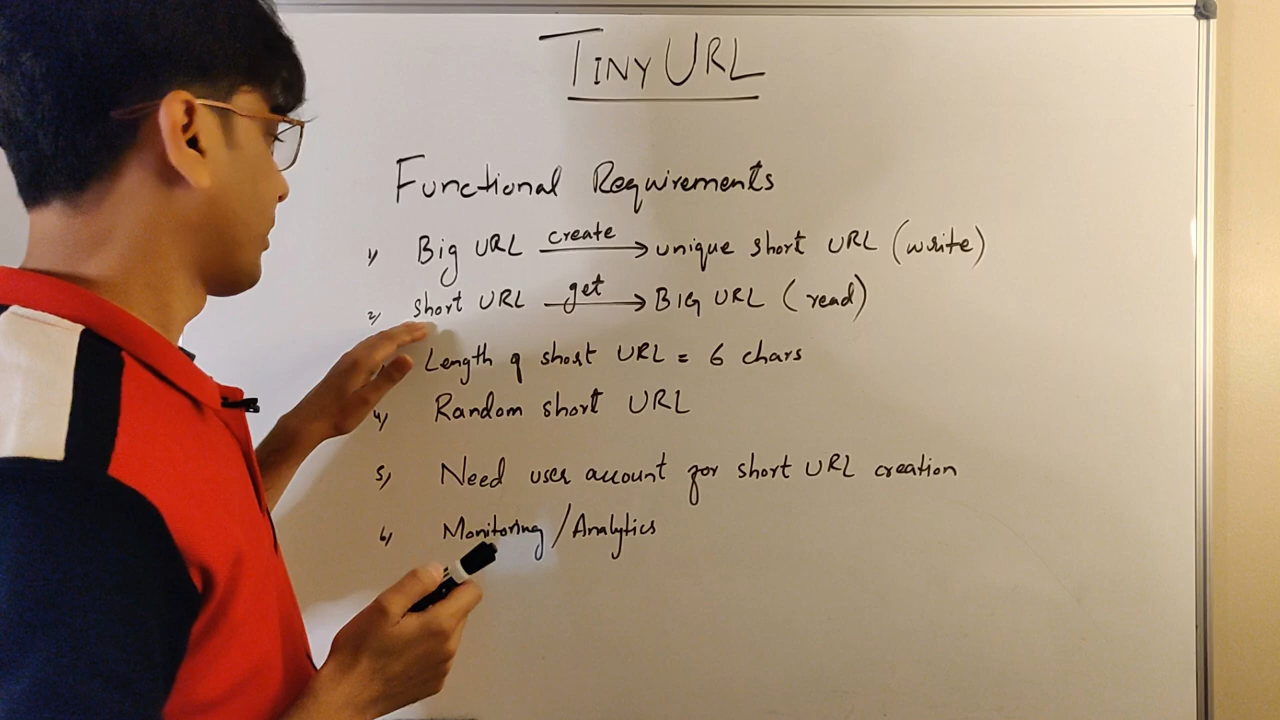 TINY URL
Functional Requirements
1) Big URL create → unique short URL (write)
2) short URL get → BIG URL (read)
Length of short URL = 6 chars
4) Random short URL
5) Need user account for short URL creation
6) Monitoring / Analytics